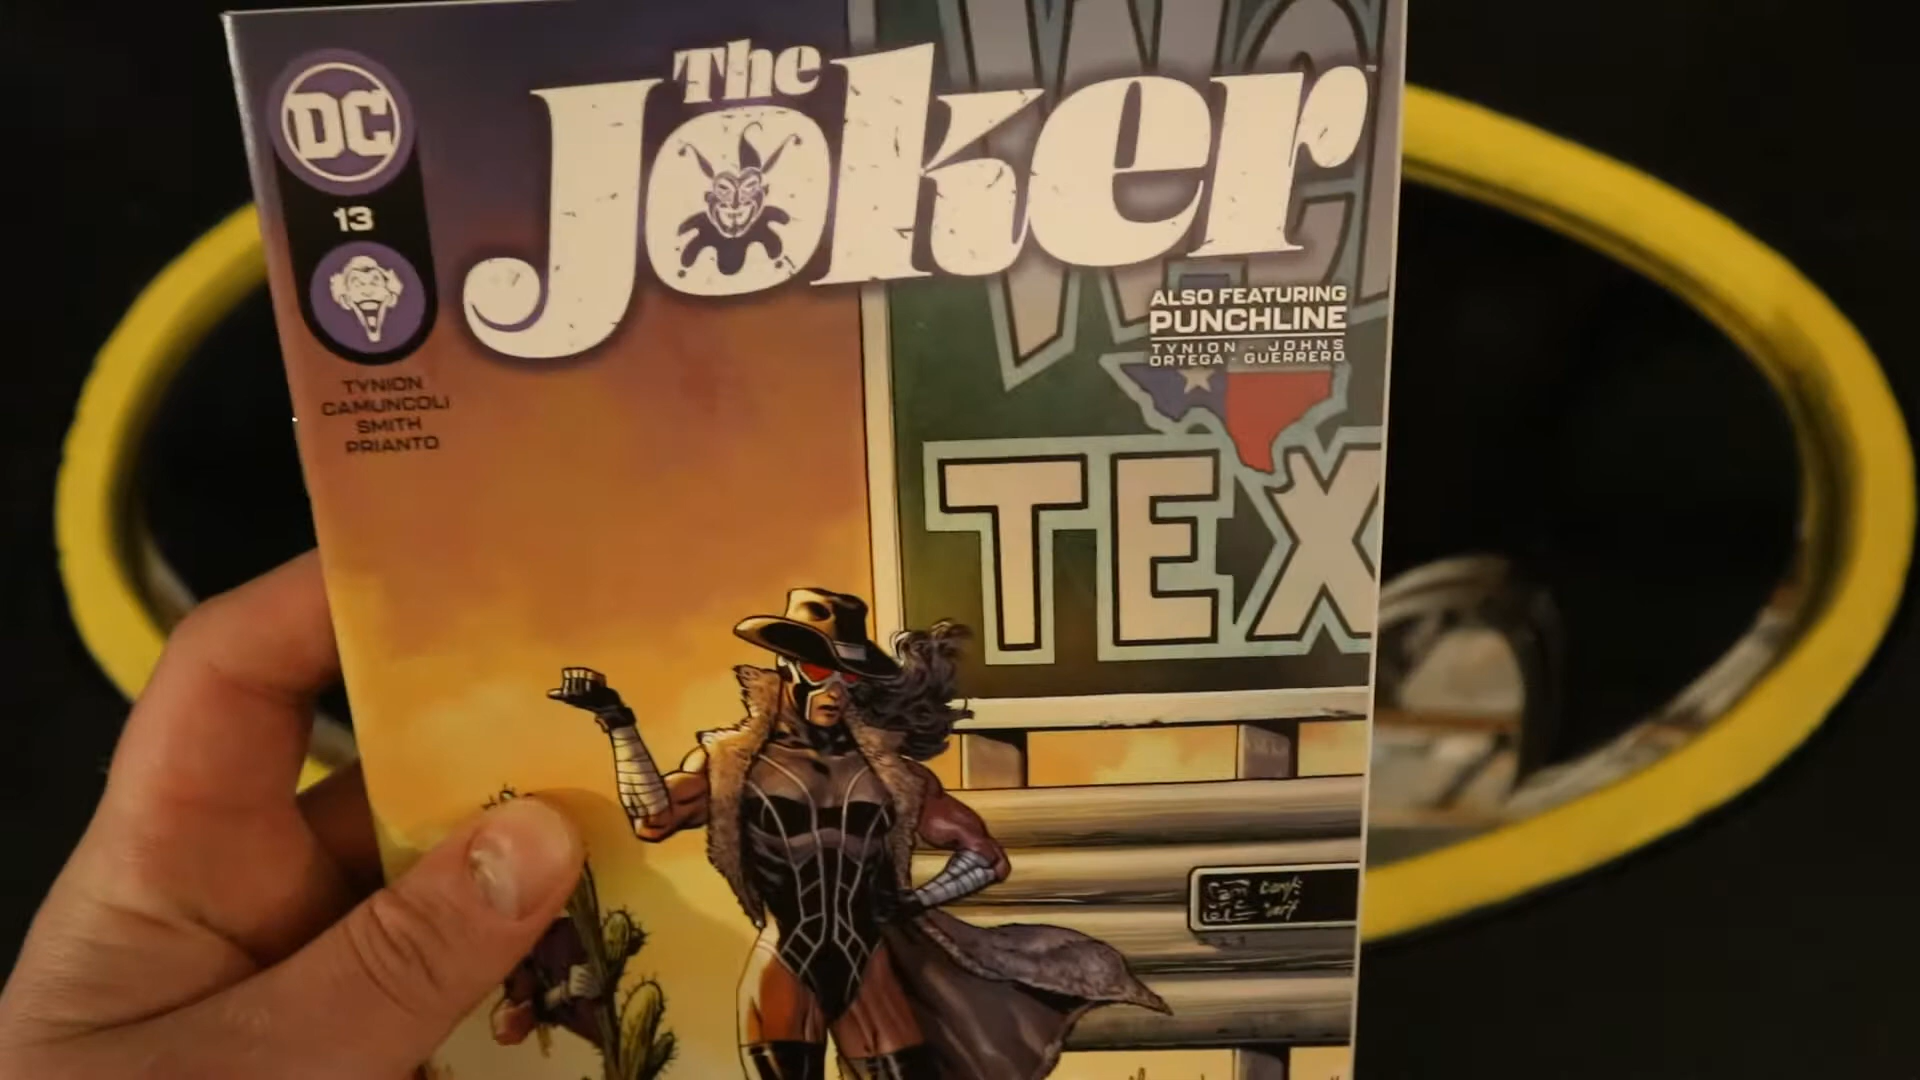 The
Joker
DC
13
TYNION
CAMUNCOLI
SMITH
PRIANTO
ALSO FEATURING
PUNCHLINE
TYNION - JOHNS
ORTEGA - GUERRERO
TEX